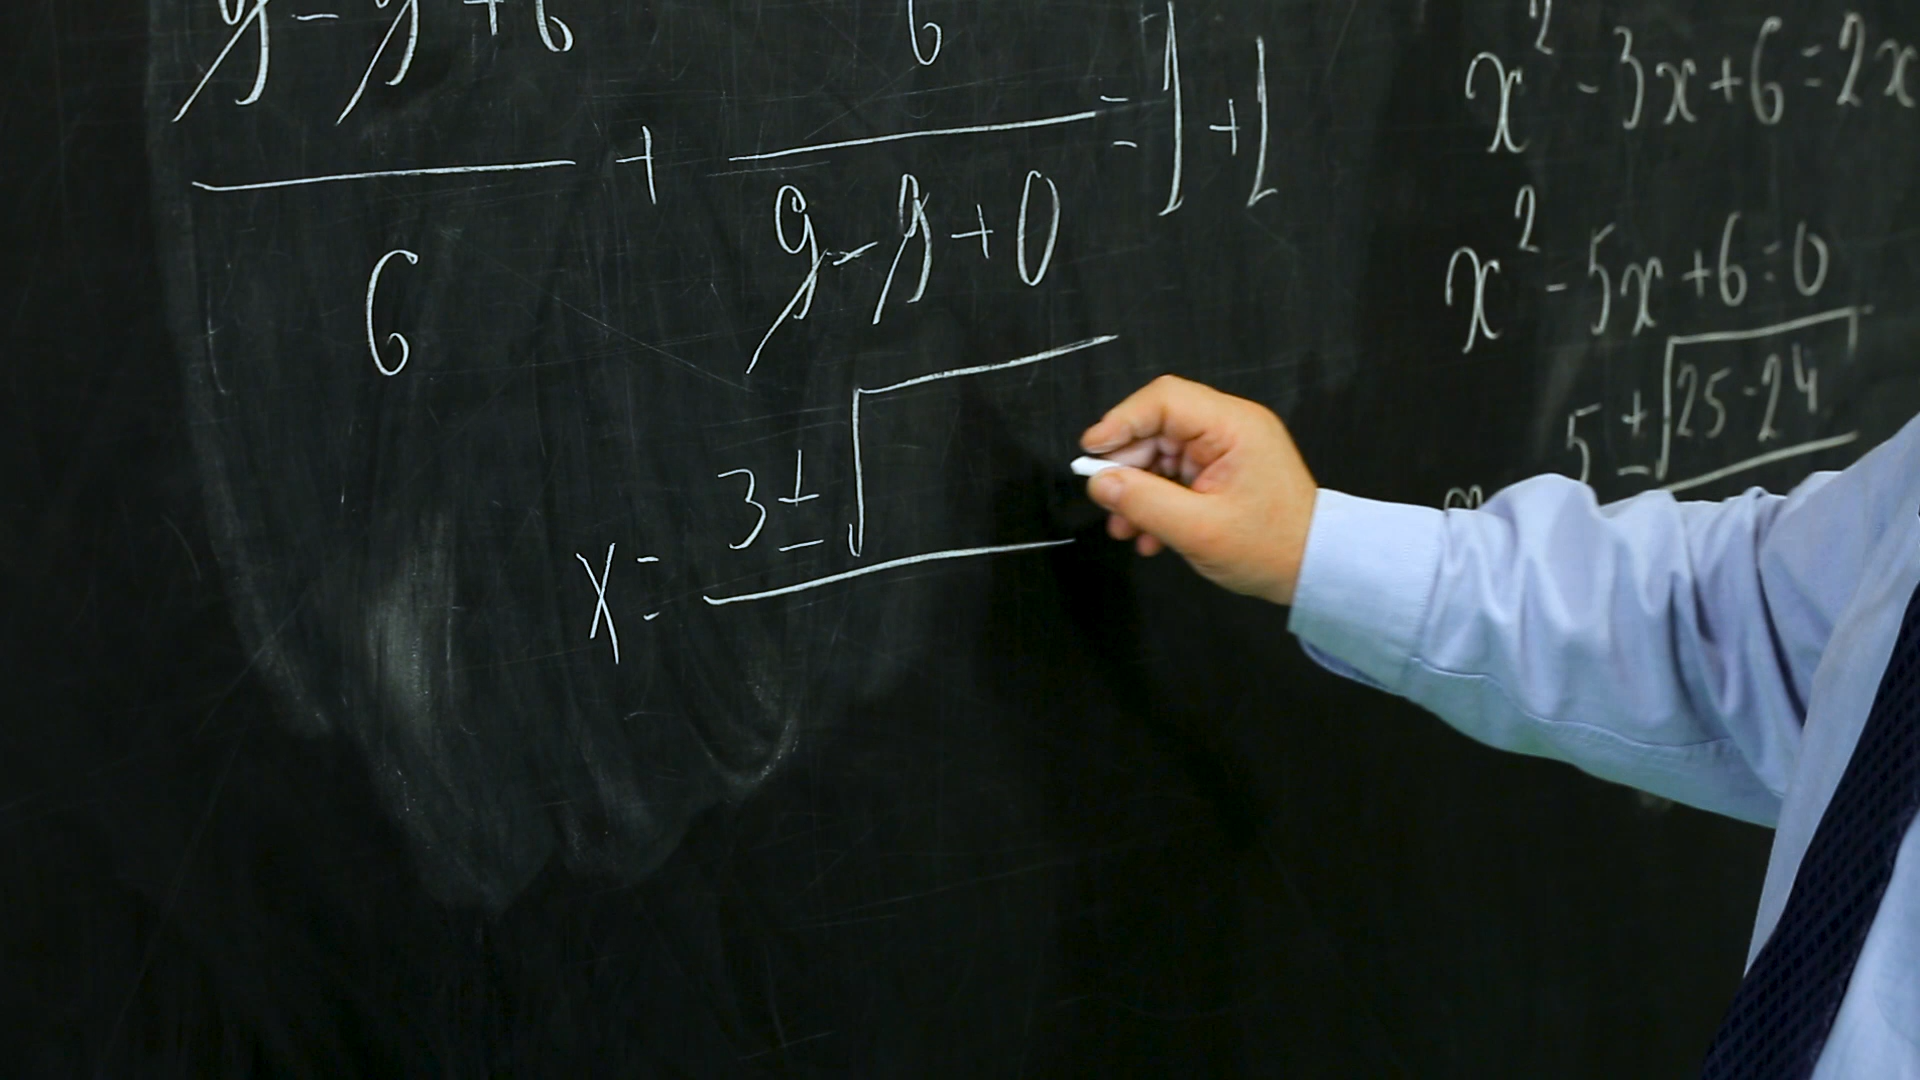 9 - 9 + 6 / 6 + 6 / 9 - 9 + 0 = 1 + 1
x = 3 ± √
x² - 3x + 6 = 2x
x² - 5x + 6 = 0
5 ± √25 - 24